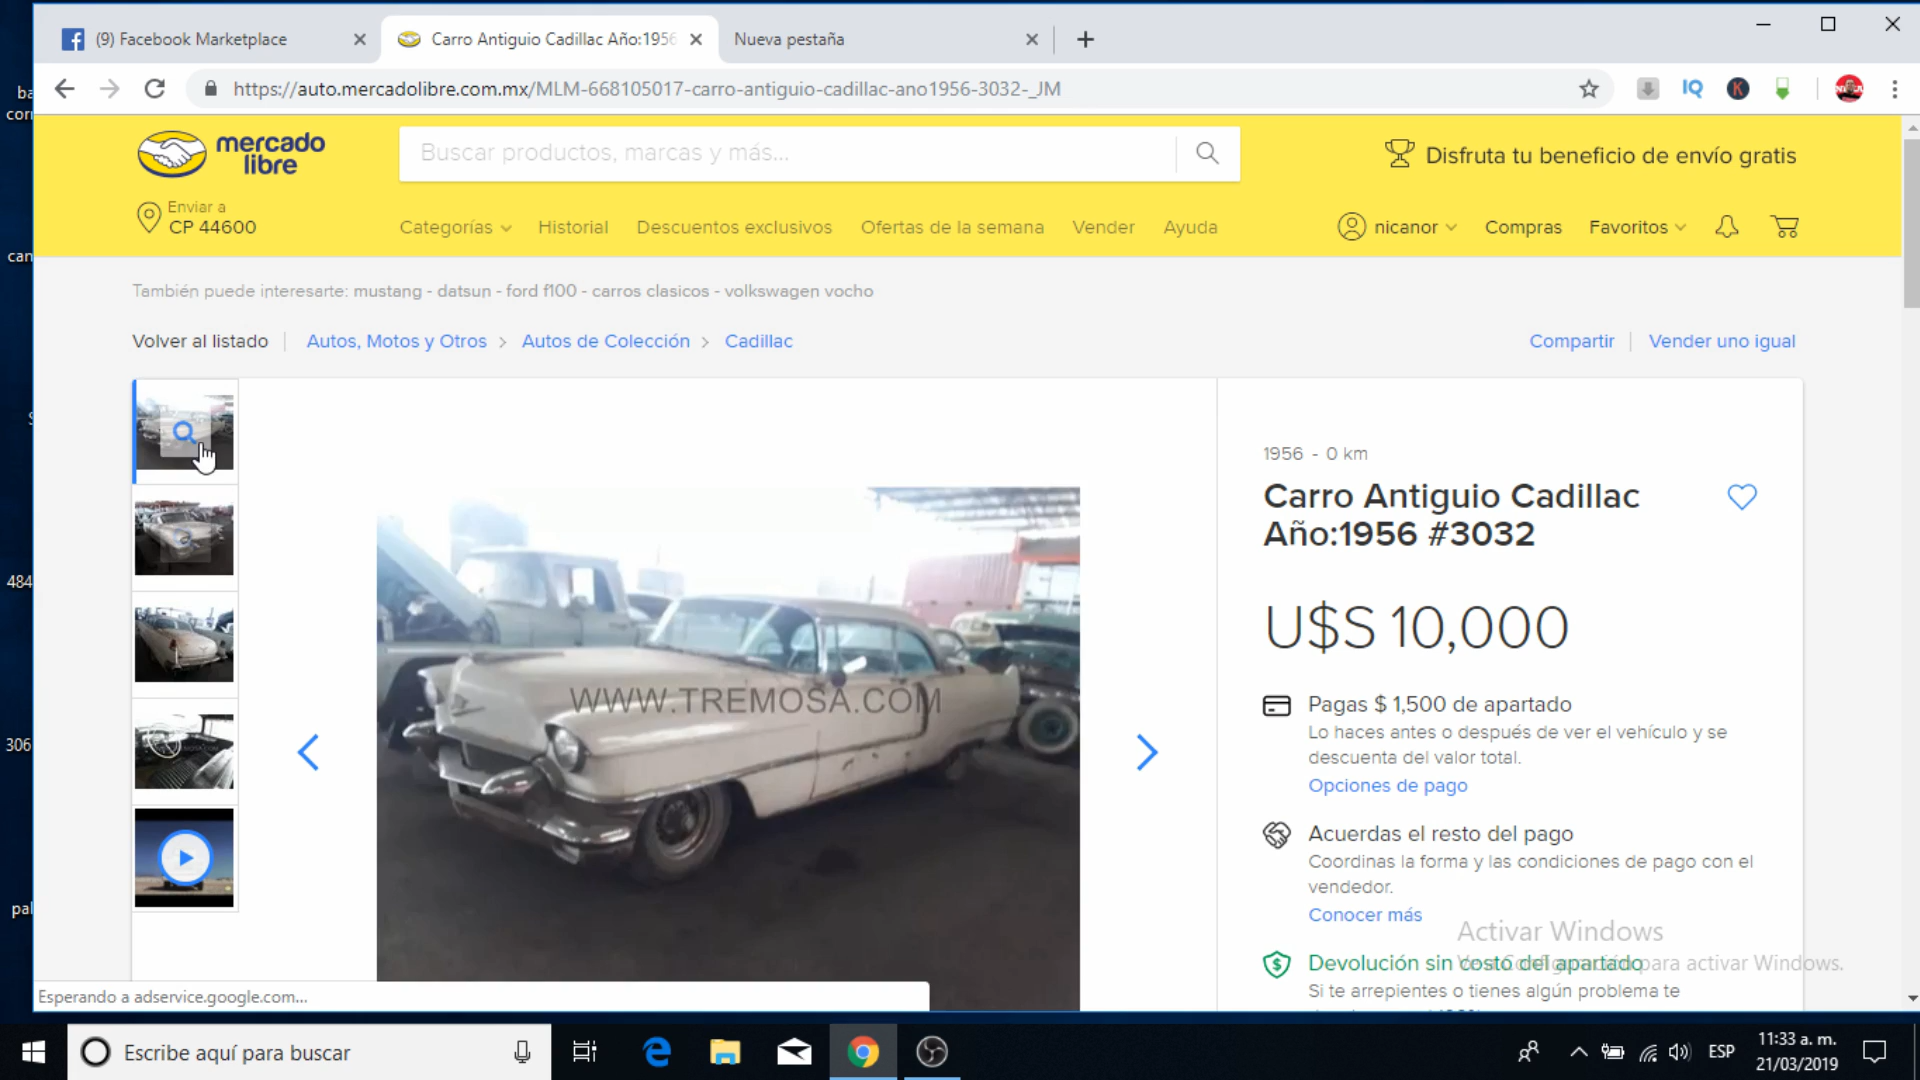 (9) Facebook Marketplace
Carro Antiguio Cadillac Año:1956
Nueva pestaña
https://auto.mercadolibre.com.mx/MLM-668105017-carro-antiguio-cadillac-ano1956-3032-_JM
IQ
K
mercado
libre
Buscar productos, marcas y más...
Disfruta tu beneficio de envío gratis
Enviar a
CP 44600
Categorías
Historial
Descuentos exclusivos
Ofertas de la semana
Vender
Ayuda
nicanor
Compras
Favoritos
También puede interesarte: mustang - datsun - ford f100 - carros clasicos - volkswagen vocho
Volver al listado
Autos, Motos y Otros > Autos de Colección > Cadillac
Compartir
Vender uno igual
1956 - 0 km
Carro Antiguio Cadillac
Año:1956 #3032
U$S 10,000
WWW.TREMOSA.COM
Pagas $ 1,500 de apartado
Lo haces antes o después de ver el vehículo y se
descuenta del valor total.
Opciones de pago
Acuerdas el resto del pago
Coordinas la forma y las condiciones de pago con el
vendedor.
Conocer más
Activar Windows
Devolución sin costo del apartado
para activar Windows.
Si te arrepientes o tienes algún problema te
484
306
Esperando a adservice.google.com...
Escribe aquí para buscar
ESP
11:33 a. m.
21/03/2019